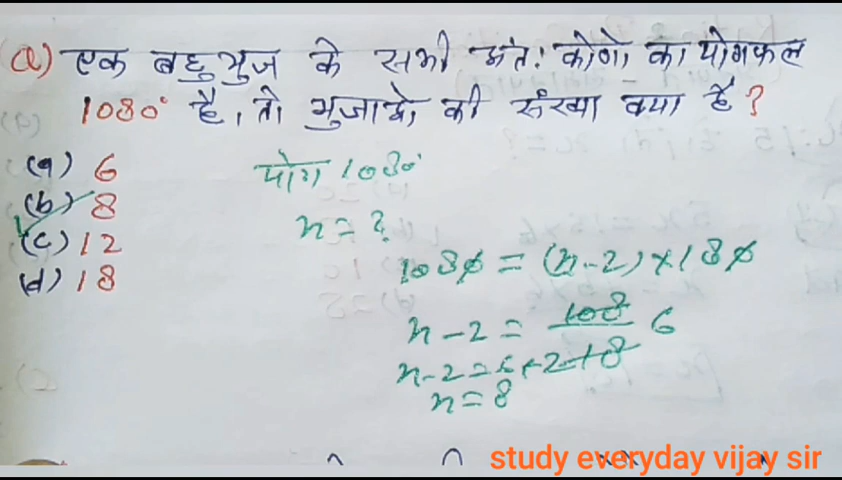 Q) एक बहुभुज के सभी अंत: कोणो का योगफल
1080° है, तो भुजाओ की संख्या क्या है?
(a) 6
(b) 8
(c) 12
(d) 18
योग 1080°
n = ?
1080 = (n-2) × 180
n-2 = 108/18 6
n-2 = 6+2
n = 8
study everyday vijay sir